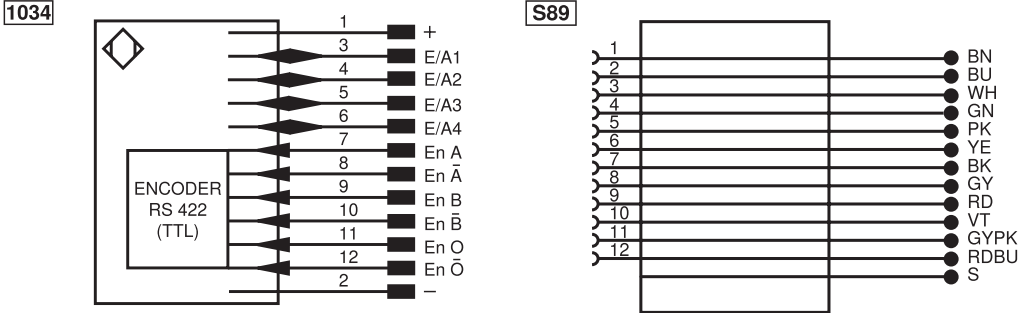 1034
1 +
3 E/A1
4 E/A2
5 E/A3
6 E/A4
7 En A
8 En A̅
9 En B
10 En B̅
11 En O
12 En O̅
2 –
ENCODER
RS 422
(TTL)
S89
1 BN
2 BU
3 WH
4 GN
5 PK
6 YE
7 BK
8 GY
9 RD
10 VT
11 GYPK
12 RDBU
S